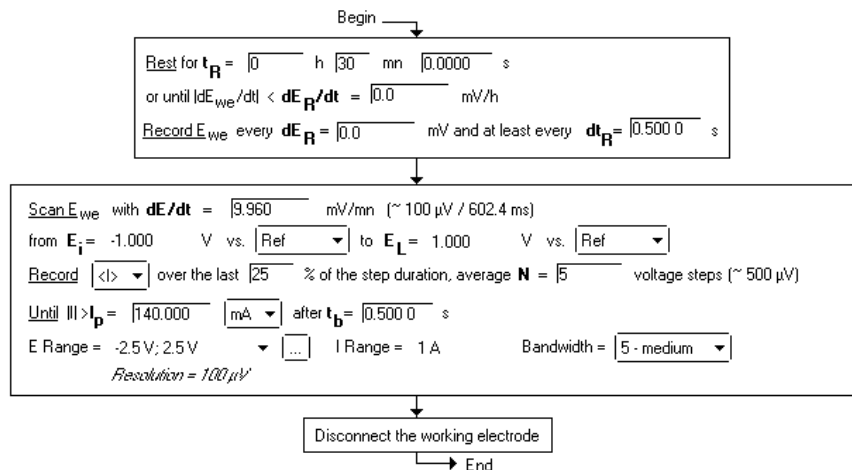 Begin
Rest for tR = 0 h 30 mn 0.0000 s
or until |dEwe/dt| < dER/dt = 0.0 mV/h
Record Ewe every dER = 0.0 mV and at least every dtR = 0.500 0 s
Scan Ewe with dE/dt = 9.960 mV/mn (~ 100 µV / 602.4 ms)
from Ei = -1.000 V vs. Ref to EL = 1.000 V vs. Ref
Record <I> over the last 25 % of the step duration, average N = 5 voltage steps (~ 500 µV)
Until |I| > Ip = 140.000 mA after tb = 0.500 0 s
E Range = -2.5 V; 2.5 V ... I Range = 1 A Bandwidth = 5 - medium
Resolution = 100 µV
Disconnect the working electrode
End